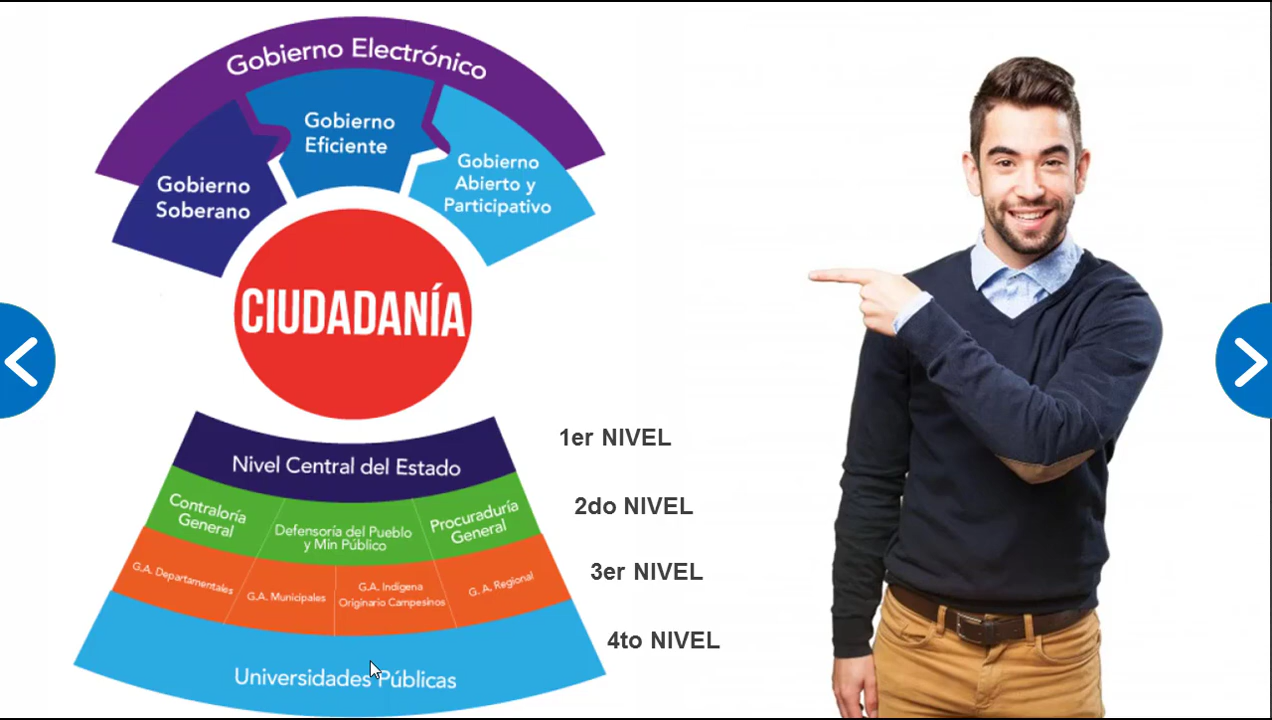 Gobierno Electrónico
Gobierno
Eficiente
Gobierno
Soberano
Gobierno
Abierto y
Participativo
CIUDADANÍA
Nivel Central del Estado
1er NIVEL
Contraloría
General
Defensoría del Pueblo
y Min Público
Procuraduría
General
2do NIVEL
G.A. Departamentales
G.A. Municipales
G.A. Indígena
Originario Campesinos
G. A. Regional
3er NIVEL
Universidades Públicas
4to NIVEL